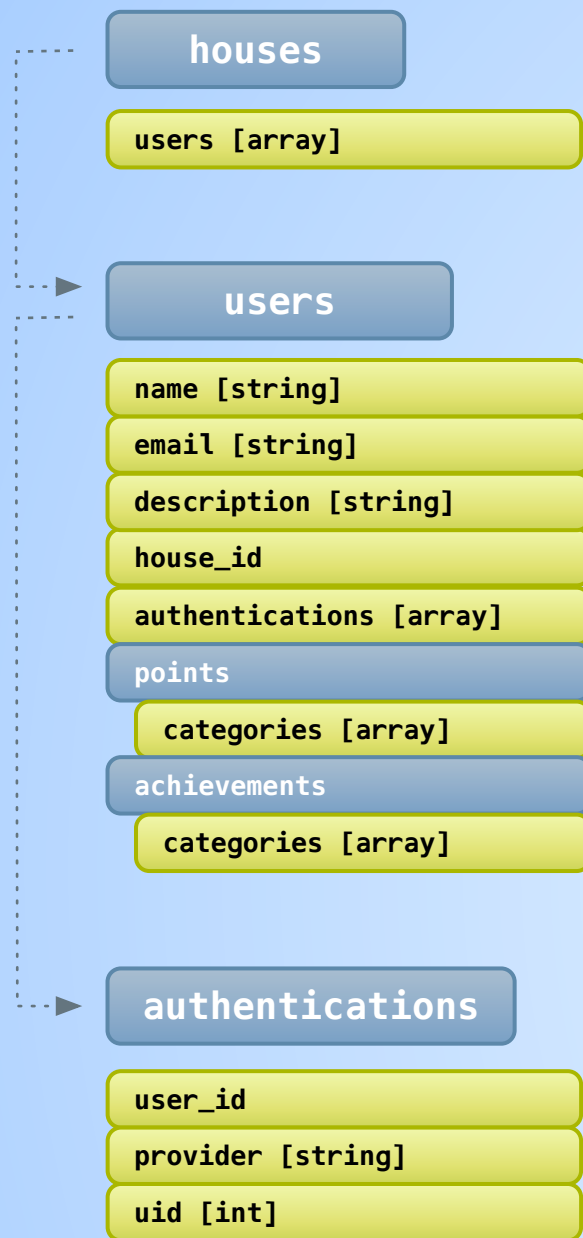 houses
users [array]
users
name [string]
email [string]
description [string]
house_id
authentications [array]
points
categories [array]
achievements
categories [array]
authentications
user_id
provider [string]
uid [int]